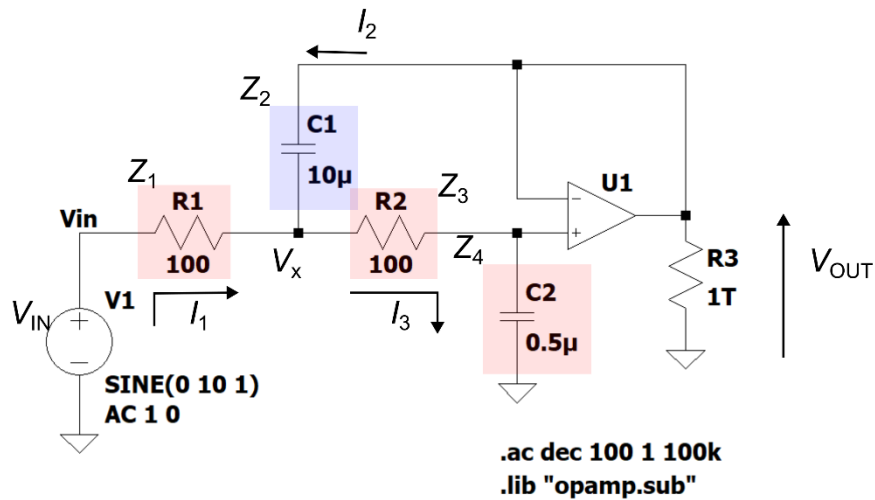 I2
Z2
C1
10µ
Z1
R1
100
Vin
Vx
Z3
R2
100
Z4
U1
C2
0.5µ
R3
1T
VOUT
VIN
V1
I1
I3
SINE(0 10 1)
AC 1 0
.ac dec 100 1 100k
.lib "opamp.sub"